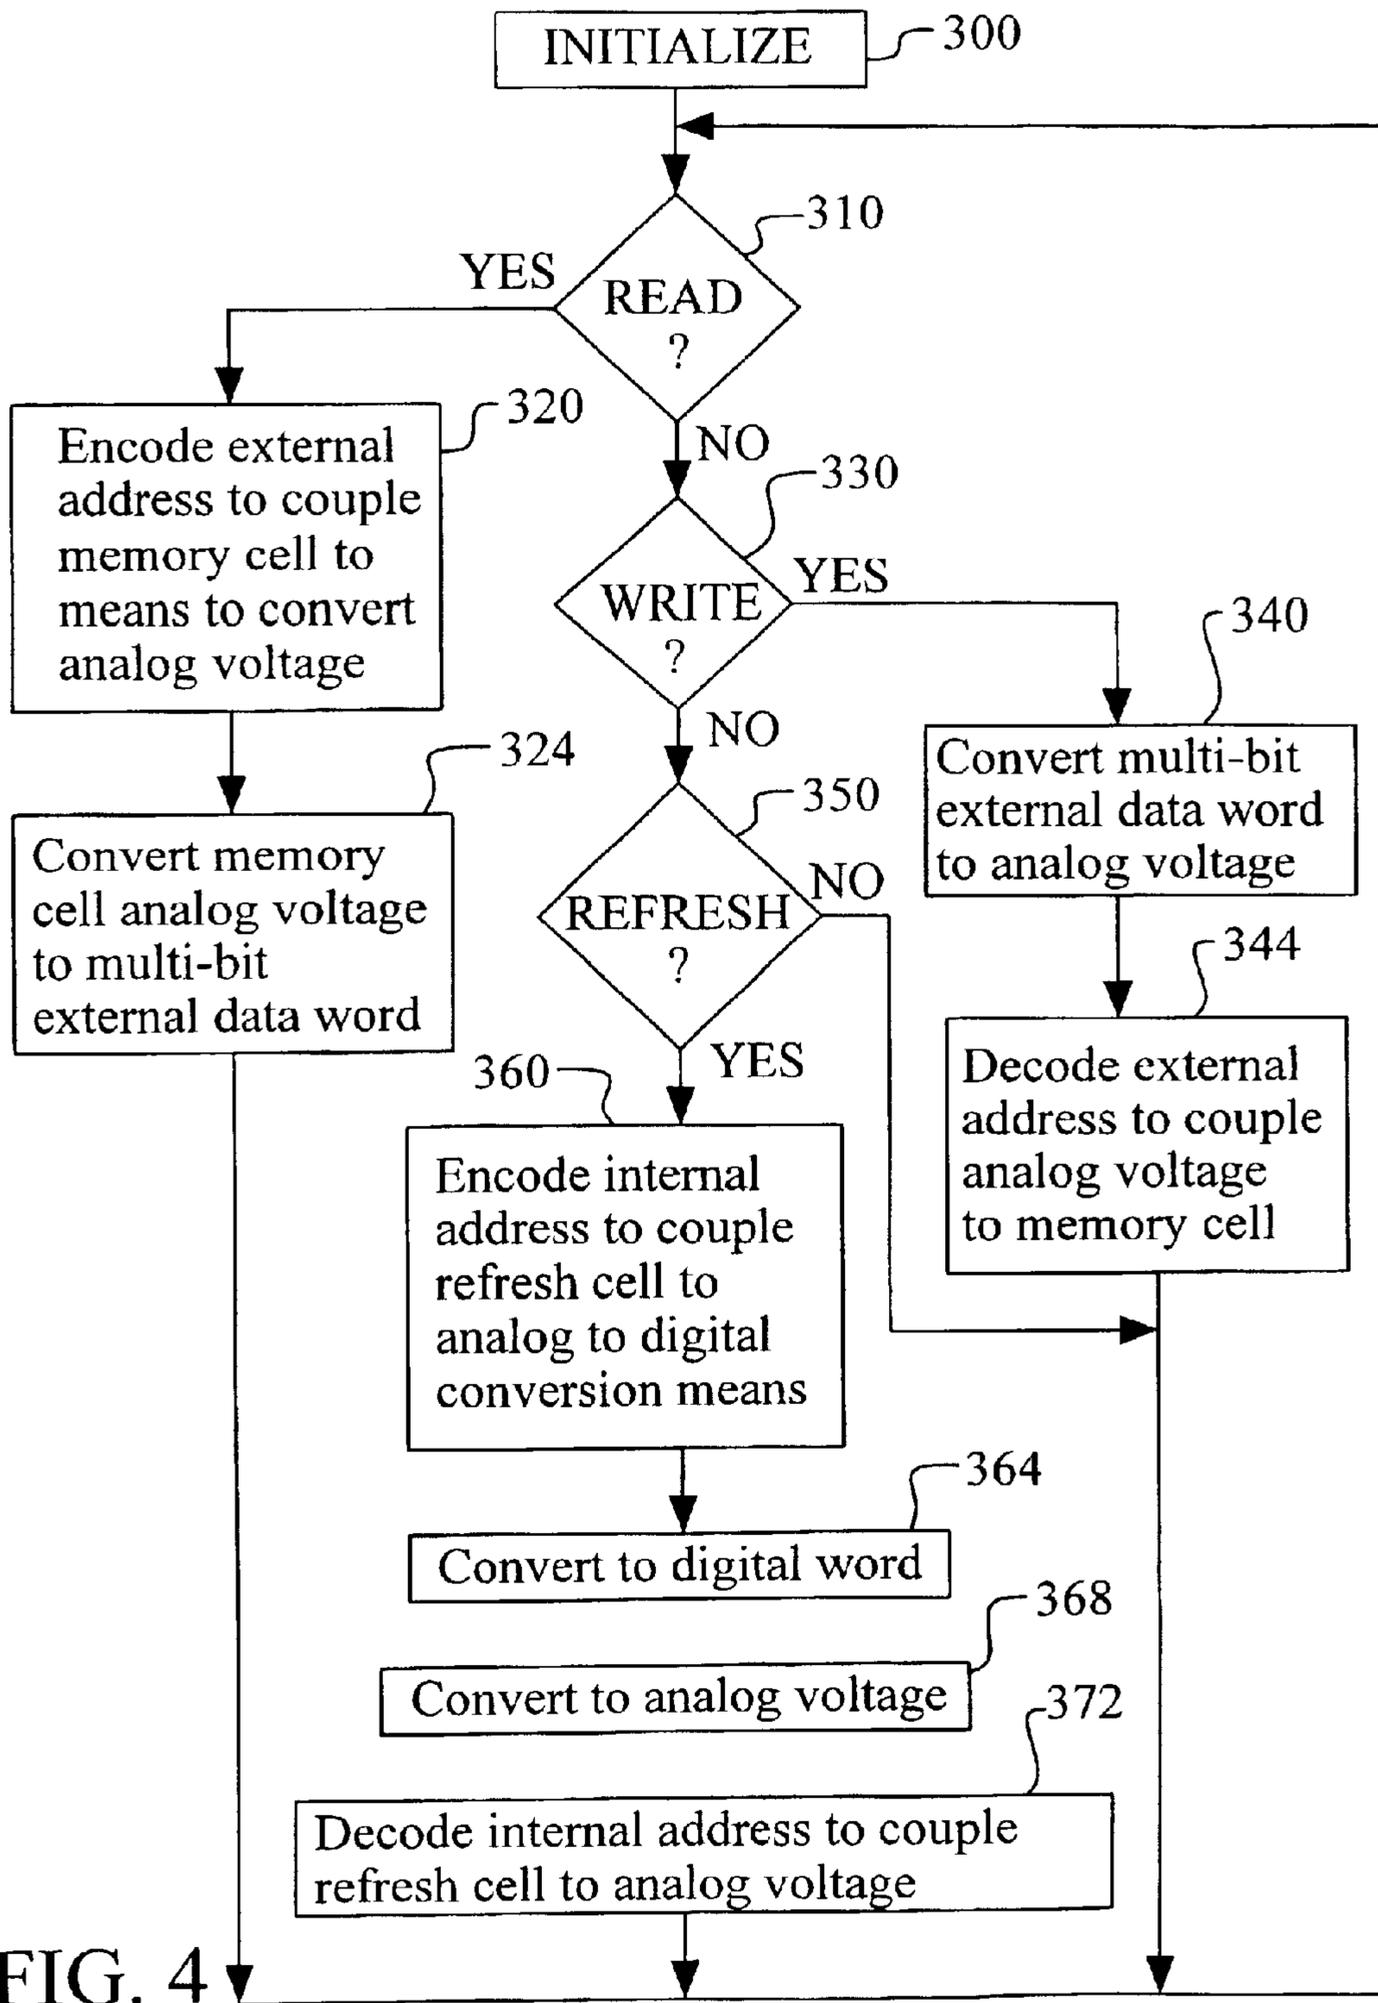 INITIALIZE
300
310
YES
READ
?
320
NO
Encode external
address to couple
memory cell to
means to convert
analog voltage
330
YES
WRITE
?
340
NO
324
Convert multi-bit
external data word
to analog voltage
350
Convert memory
cell analog voltage
to multi-bit
external data word
NO
REFRESH
?
344
YES
360
Decode external
address to couple
analog voltage
to memory cell
Encode internal
address to couple
refresh cell to
analog to digital
conversion means
364
Convert to digital word
368
Convert to analog voltage
372
Decode internal address to couple
refresh cell to analog voltage
FIG. 4